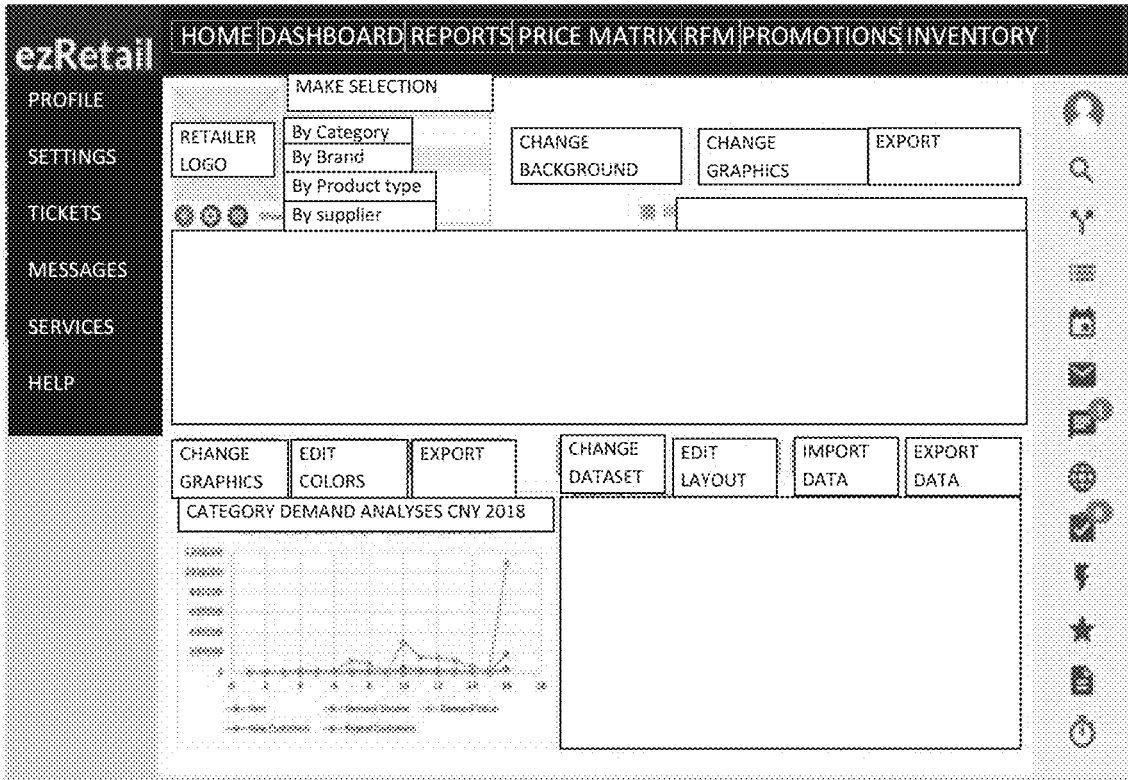 ezRetail
HOME DASHBOARD REPORTS PRICE MATRIX RFM PROMOTIONS INVENTORY
PROFILE
SETTINGS
TICKETS
MESSAGES
SERVICES
HELP
MAKE SELECTION
RETAILER
LOGO
By Category
By Brand
By Product type
By supplier
CHANGE
BACKGROUND
CHANGE
GRAPHICS
EXPORT
CHANGE
GRAPHICS
EDIT
COLORS
EXPORT
CHANGE
DATASET
EDIT
LAYOUT
IMPORT
DATA
EXPORT
DATA
CATEGORY DEMAND ANALYSES CNY 2018